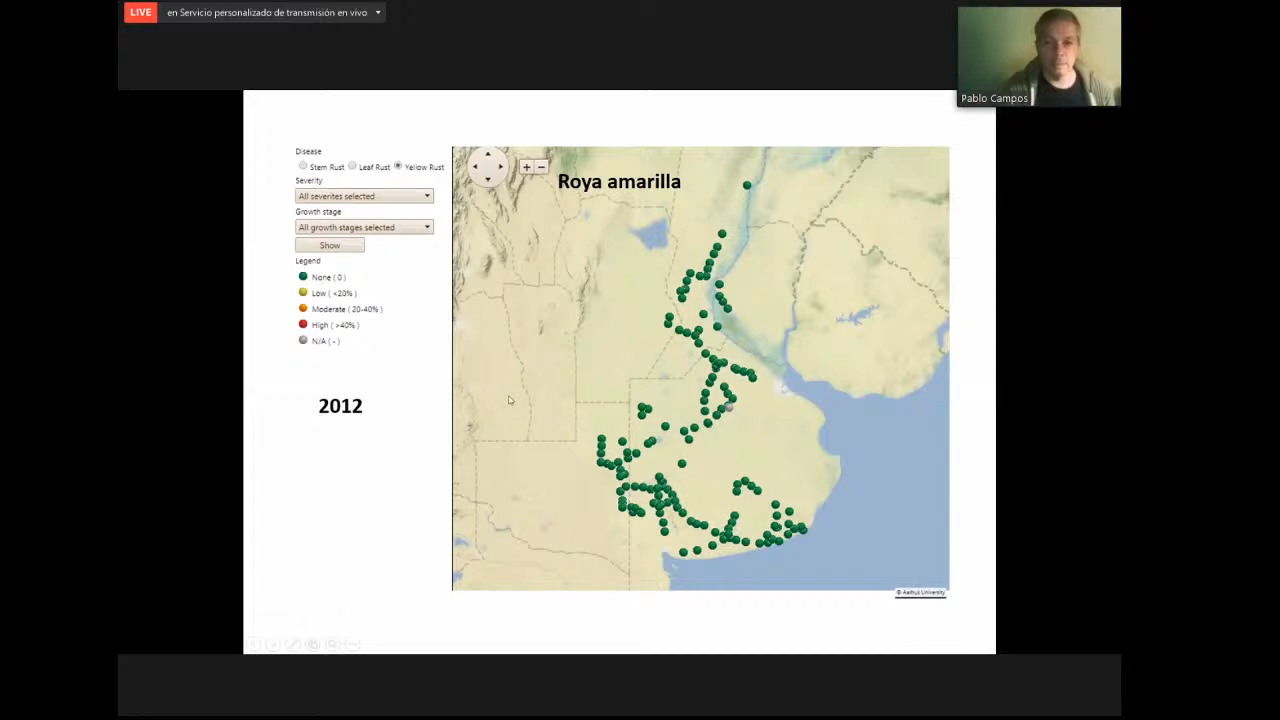 LIVE en Servicio personalizado de transmisión en vivo
Pablo Campos
Disease
Stem Rust Leaf Rust Yellow Rust
Severity
All severites selected
Growth stage
All growth stages selected
Show
Legend
None ( 0 )
Low ( <20% )
Moderate ( 20-40% )
High ( >40% )
N/A ( - )
2012
+ −
Roya amarilla
© Aarhus University